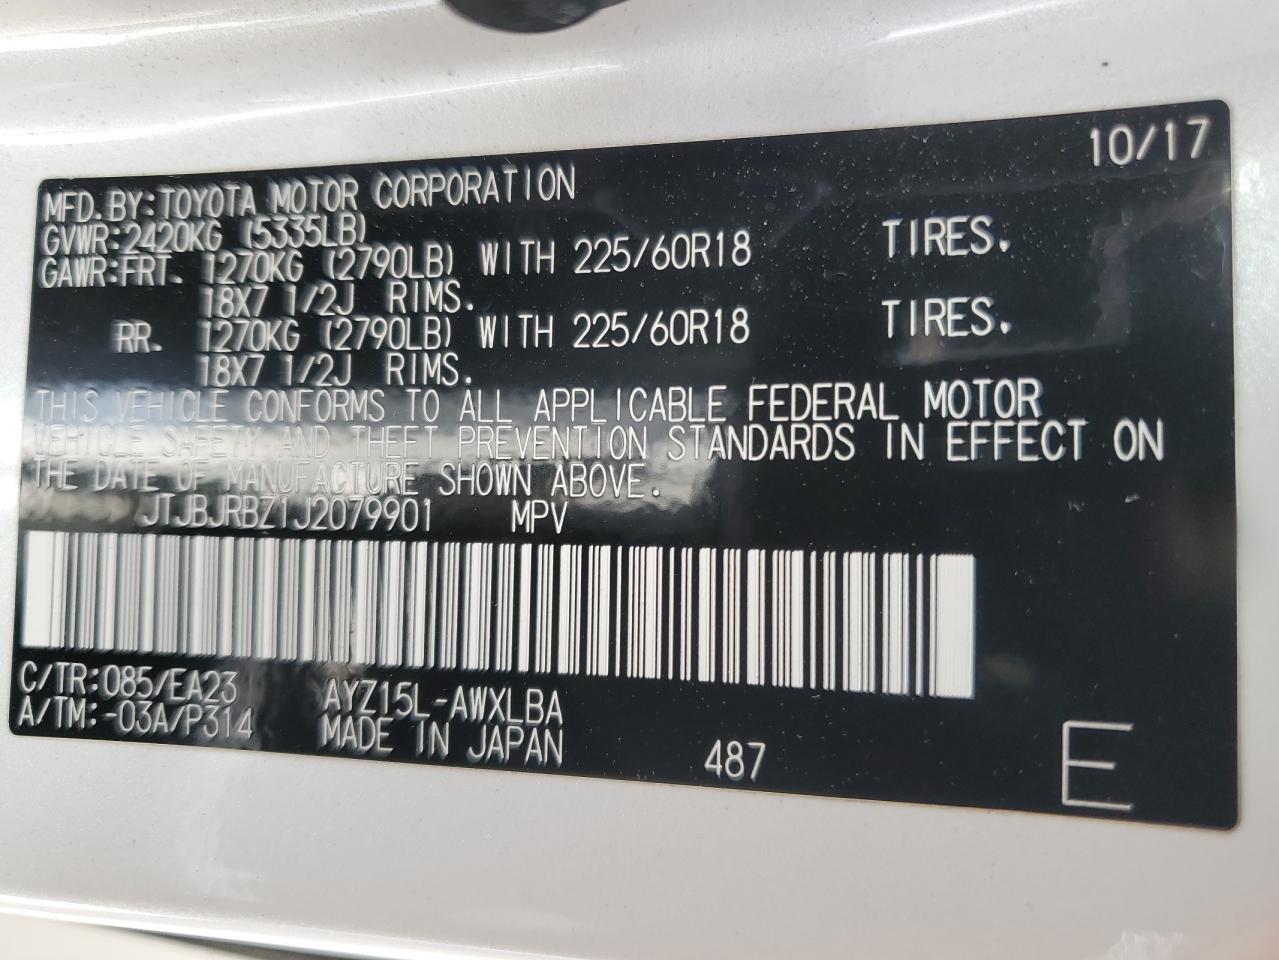 10/17
MFD. BY: TOYOTA MOTOR CORPORATION
GVWR: 2420KG (5335LB)
GAWR: FRT. 1270KG (2790LB) WITH 225/60R18 TIRES.
18X7 1/2J RIMS.
RR. 1270KG (2790LB) WITH 225/60R18 TIRES.
18X7 1/2J RIMS.
THIS VEHICLE CONFORMS TO ALL APPLICABLE FEDERAL MOTOR
VEHICLE SAFETY AND THEFT PREVENTION STANDARDS IN EFFECT ON
THE DATE OF MANUFACTURE SHOWN ABOVE.
JTJBJRBZ1J2079901 MPV
C/TR: 085/EA23 AYZ15L-AWXLBA
A/TM: -03A/P314 MADE IN JAPAN 487 E